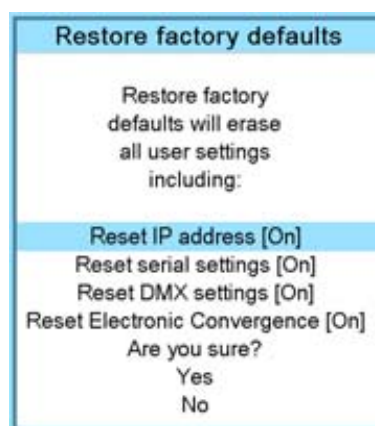 Restore factory defaults
Restore factory
defaults will erase
all user settings
including:
Reset IP address [On]
Reset serial settings [On]
Reset DMX settings [On]
Reset Electronic Convergence [On]
Are you sure?
Yes
No